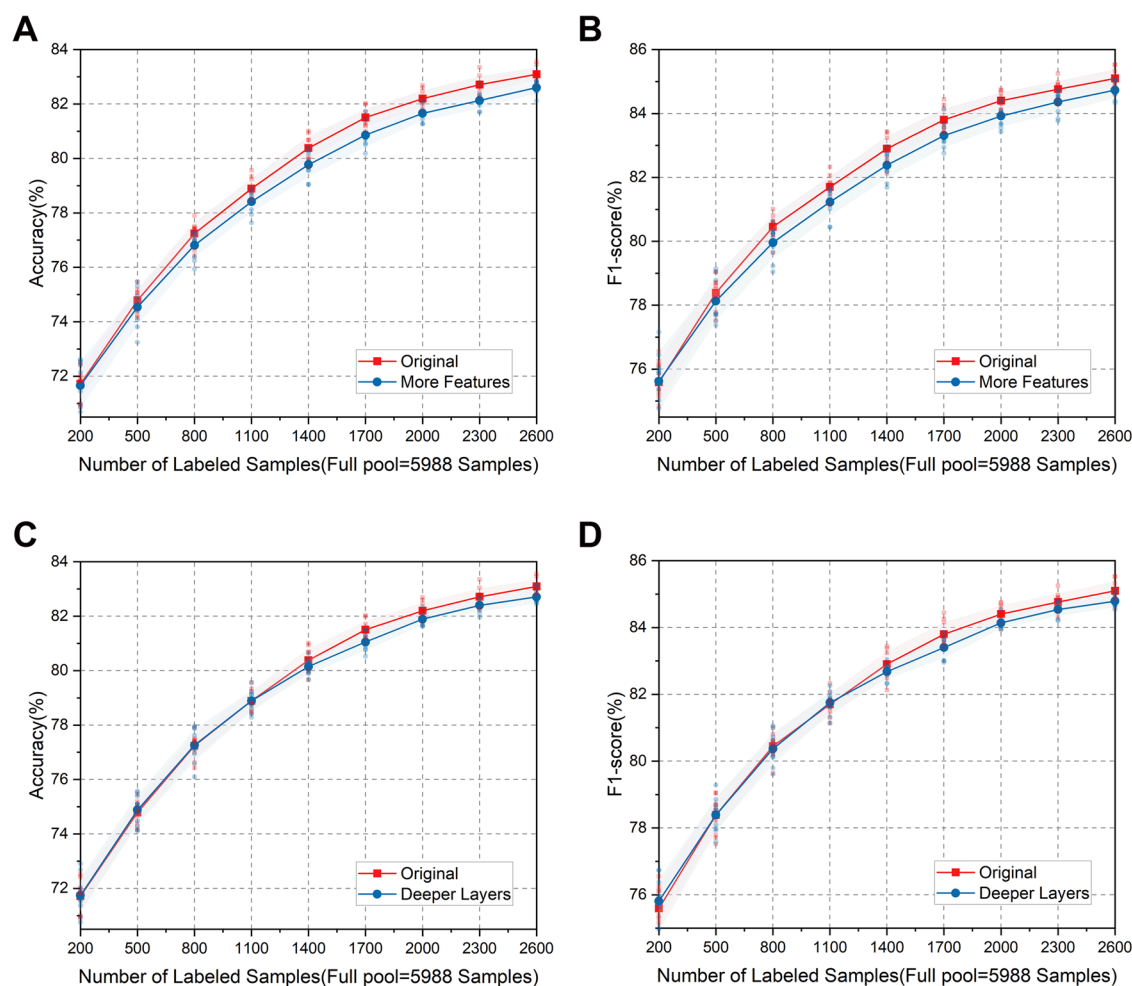 A
84
82
80
78
76
74
72
Accuracy(%)
Original
More Features
200 500 800 1100 1400 1700 2000 2300 2600
Number of Labeled Samples(Full pool=5988 Samples)
B
86
84
82
80
78
76
F1-score(%)
Original
More Features
200 500 800 1100 1400 1700 2000 2300 2600
Number of Labeled Samples(Full pool=5988 Samples)
C
84
82
80
78
76
74
72
Accuracy(%)
Original
Deeper Layers
200 500 800 1100 1400 1700 2000 2300 2600
Number of Labeled Samples(Full pool=5988 Samples)
D
86
84
82
80
78
76
F1-score(%)
Original
Deeper Layers
200 500 800 1100 1400 1700 2000 2300 2600
Number of Labeled Samples(Full pool=5988 Samples)